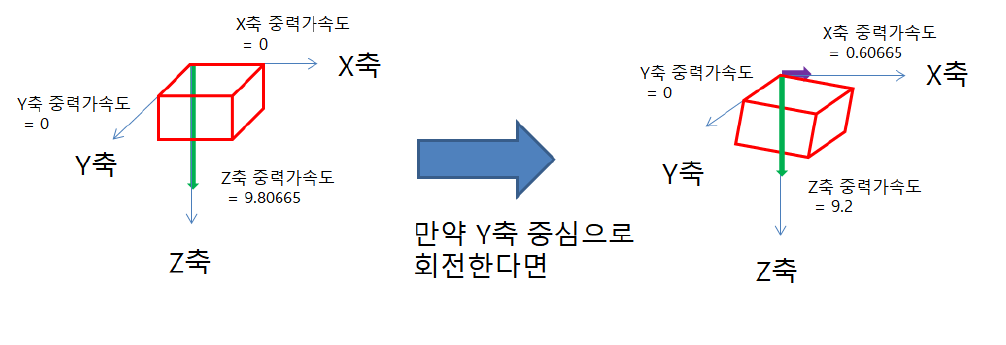 X축 중력가속도
= 0
X축
Y축 중력가속도
= 0
Y축
Z축 중력가속도
= 9.80665
Z축
만약 Y축 중심으로
회전한다면
X축 중력가속도
= 0.60665
X축
Y축 중력가속도
= 0
Y축
Z축 중력가속도
= 9.2
Z축